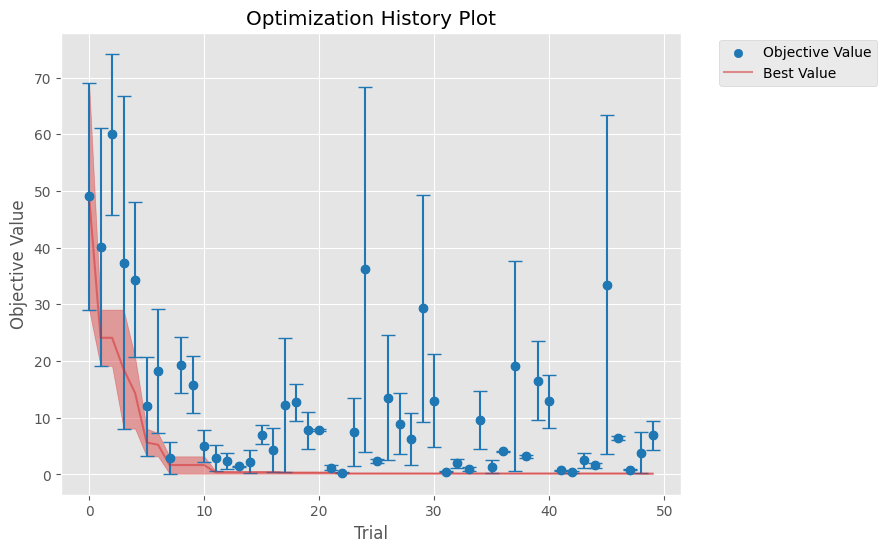 Optimization History Plot
Objective Value
Best Value
Objective Value
70
60
50
40
30
20
10
0
0 10 20 30 40 50
Trial